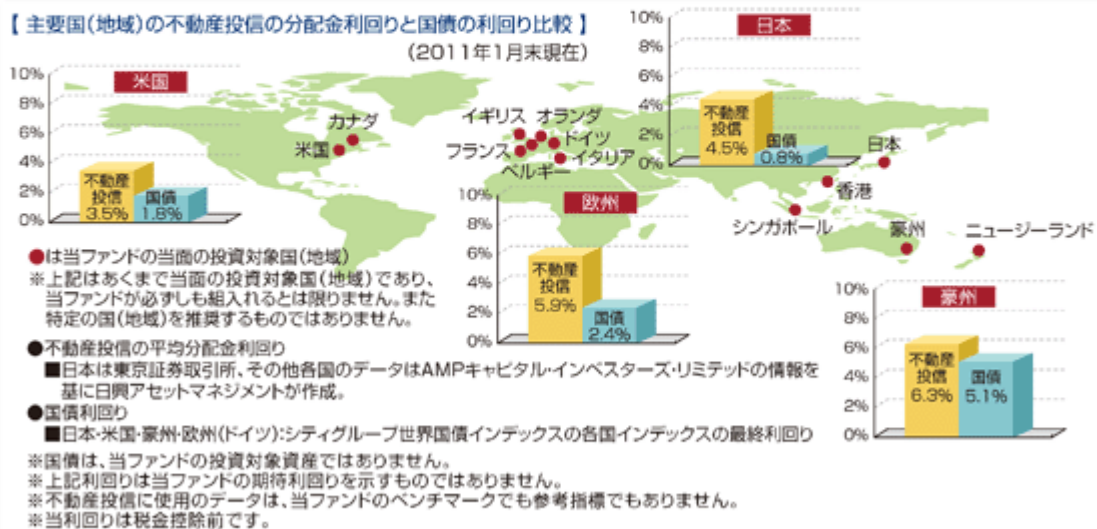 【 主要国(地域)の不動産投信の分配金利回りと国債の利回り比較 】
(2011年1月末現在)
米国
10%
8%
6%
4%
2%
0%
不動産
投信
3.5%
国債
1.8%
日本
10%
8%
6%
4%
2%
0%
不動産
投信
4.5%
国債
0.8%
カナダ
米国
イギリス オランダ
ドイツ
フランス
イタリア
ベルギー
日本
香港
シンガポール
豪州
ニュージーランド
欧州
10%
8%
6%
4%
2%
0%
不動産
投信
5.9%
国債
2.4%
豪州
10%
8%
6%
4%
2%
0%
不動産
投信
6.3%
国債
5.1%
●は当ファンドの当面の投資対象国(地域)
※上記はあくまで当面の投資対象国(地域)であり、
当ファンドが必ずしも組入れるとは限りません。また
特定の国(地域)を推奨するものではありません。
●不動産投信の平均分配金利回り
■日本は東京証券取引所、その他各国のデータはAMPキャピタル・インベスターズ・リミテッドの情報を
基に日興アセットマネジメントが作成。
●国債利回り
■日本・米国・豪州・欧州(ドイツ):シティグループ世界国債インデックスの各国インデックスの最終利回り
※国債は、当ファンドの投資対象資産ではありません。
※上記利回りは当ファンドの期待利回りを示すものではありません。
※不動産投信に使用のデータは、当ファンドのベンチマークでも参考指標でもありません。
※当利回りは税金控除前です。